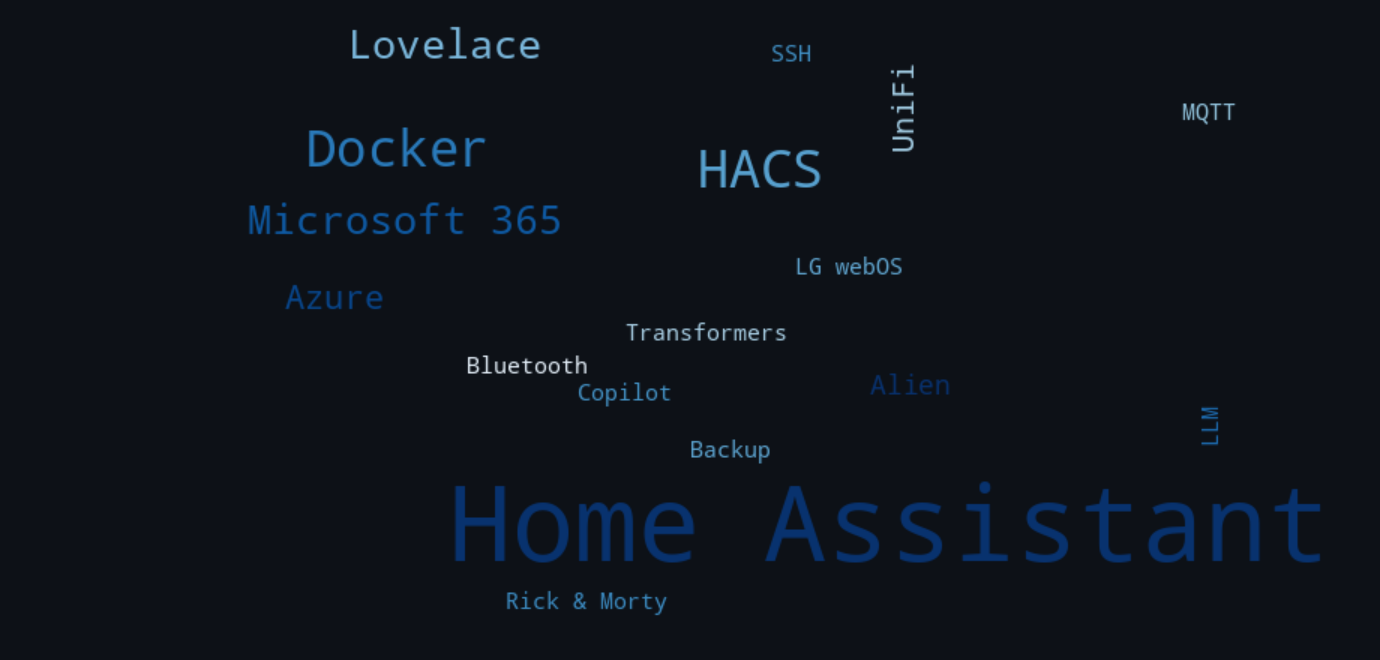 Lovelace
SSH
UniFi
MQTT
Docker
HACS
Microsoft 365
LG webOS
Azure
Transformers
Bluetooth
Copilot
Alien
LLM
Backup
Home Assistant
Rick & Morty